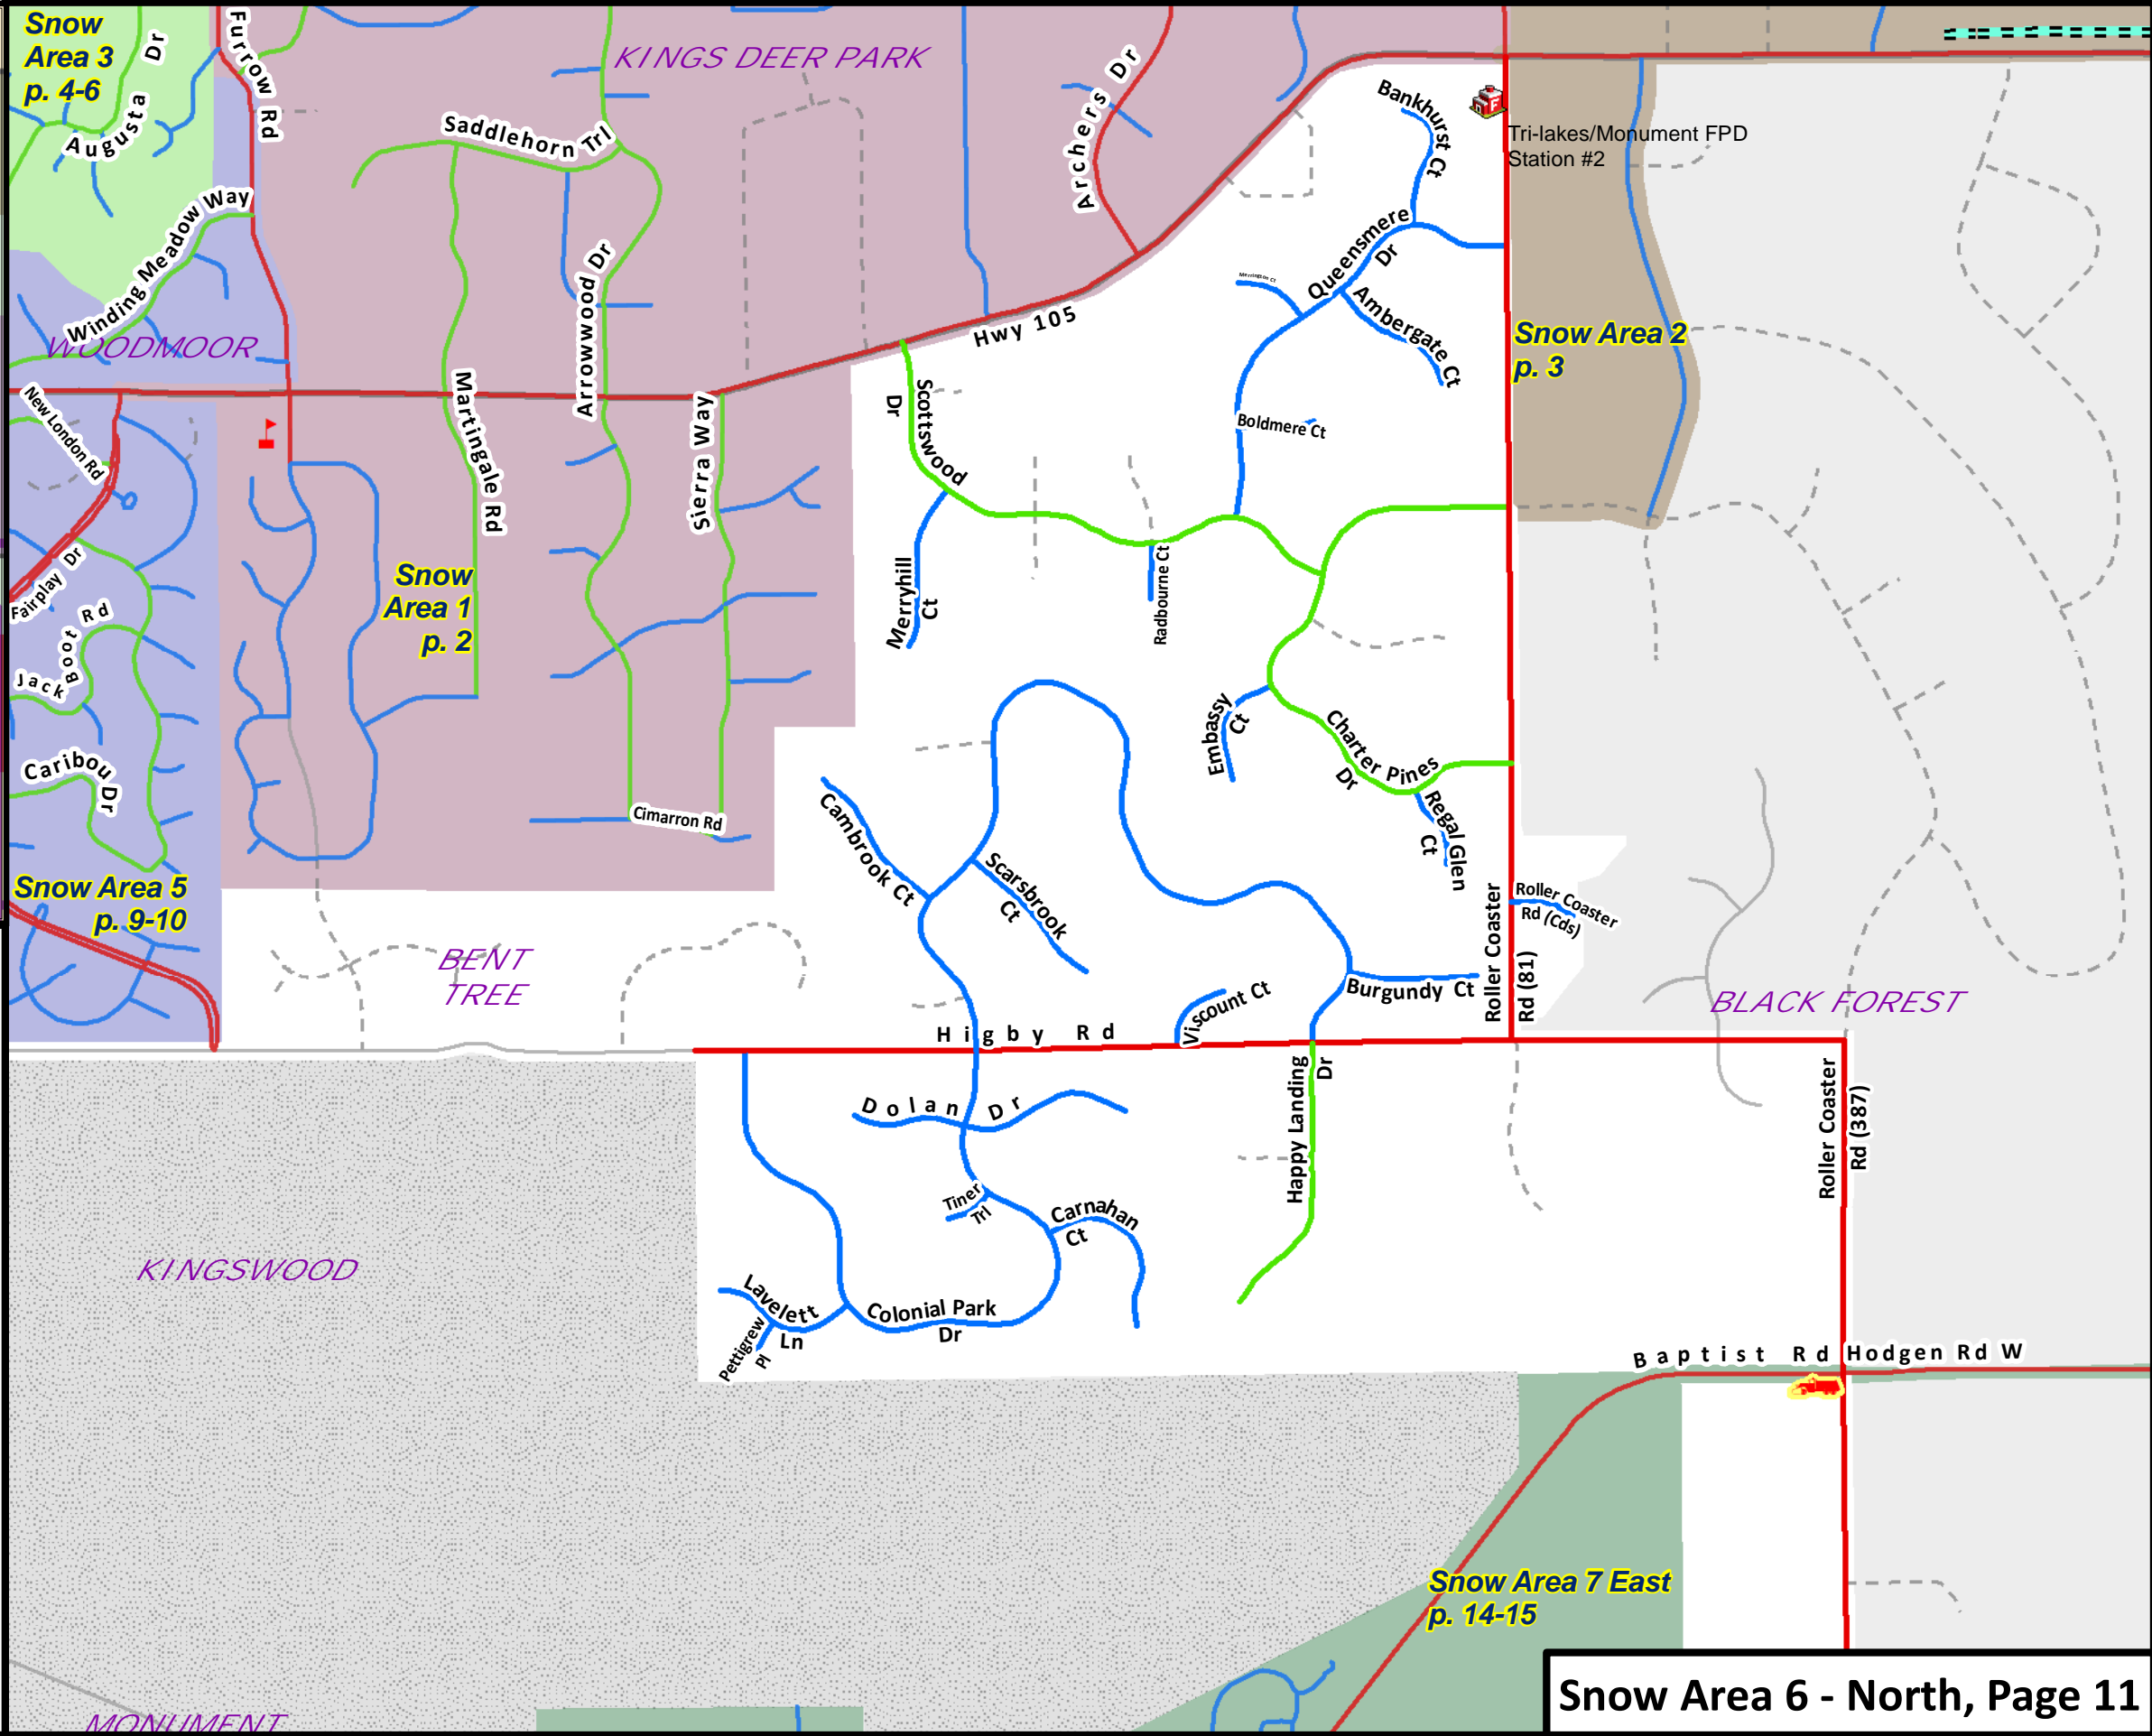 Snow
Area 3
p. 4-6
Augusta Dr
Furrow Rd
KINGS DEER PARK
Archers Dr
Saddlehorn Trl
Bankhurst Ct
Tri-lakes/Monument FPD
Station #2
Winding Meadow Way
WOODMOOR
Arrowwood Dr
Queensmere
Dr
Ambergate Ct
Hwy 105
Snow Area 2
p. 3
New London Rd
Martingale Rd
Sierra Way
Scottswood
Dr
Boldmere Ct
Fairplay Dr
Snow
Area 1
p. 2
Merryhill
Ct
Radbourne Ct
Jack Boot Rd
Embassy
Ct
Charter Pines
Dr
Caribou
Dr
Cimarron Rd
Cambrook Ct
Scarsbrook
Ct
Regal Glen
Ct
Snow Area 5
p. 9-10
Roller Coaster
Rd (81)
Roller Coaster
Rd (Cds)
BENT
TREE
Viscount Ct
Burgundy Ct
BLACK FOREST
Higby Rd
Happy Landing
Dr
Dolan Dr
Roller Coaster
Rd (387)
Tiner
Trl
Carnahan
Ct
KINGSWOOD
Lavelett
Ln
Pettigrew
Pl
Colonial Park
Dr
Baptist Rd
Hodgen Rd W
Snow Area 7 East
p. 14-15
Snow Area 6 - North, Page 11
MONUMENT